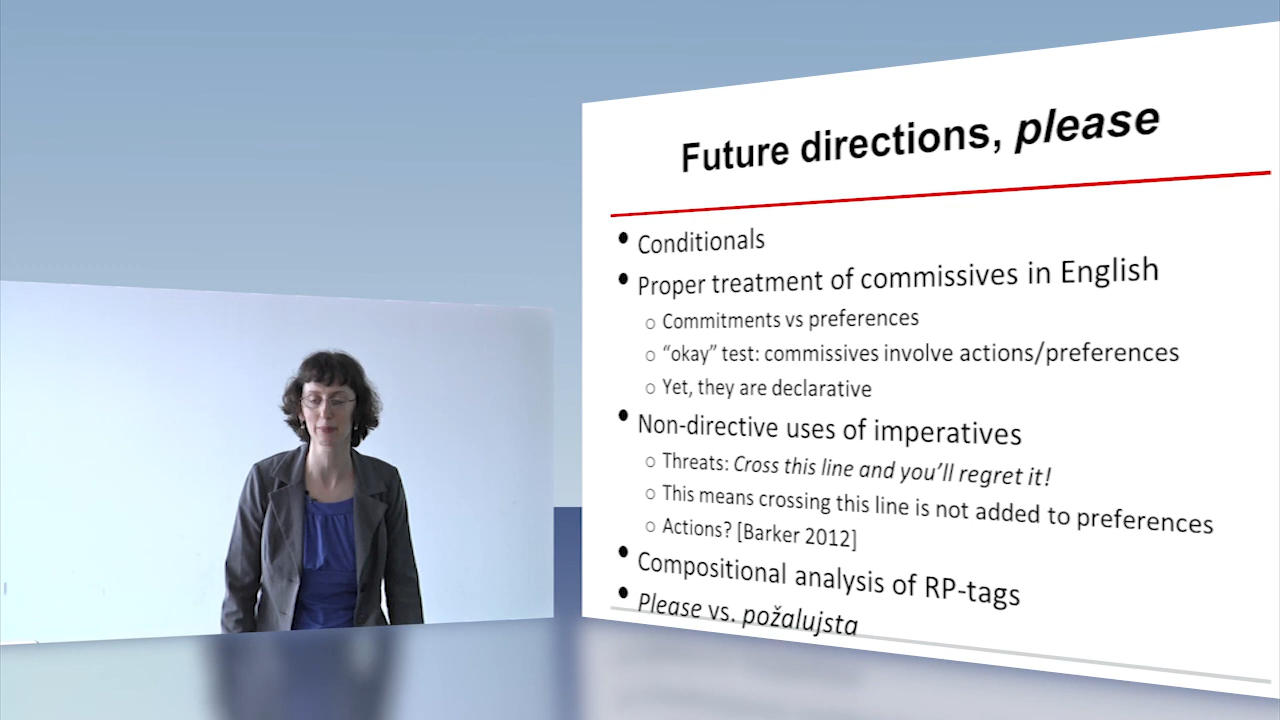 Future directions, please
• Conditionals
• Proper treatment of commissives in English
○ Commitments vs preferences
○ “okay” test: commissives involve actions/preferences
○ Yet, they are declarative
• Non-directive uses of imperatives
○ Threats: Cross this line and you’ll regret it!
○ This means crossing this line is not added to preferences
○ Actions? [Barker 2012]
• Compositional analysis of RP-tags
• Please vs. požalujsta